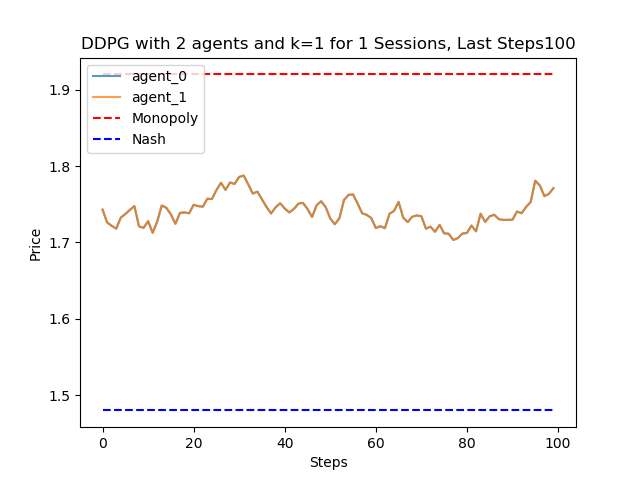 DDPG with 2 agents and k=1 for 1 Sessions, Last Steps100
agent_0
agent_1
Monopoly
Nash
Price
1.9
1.8
1.7
1.6
1.5
0
20
40
60
80
100
Steps